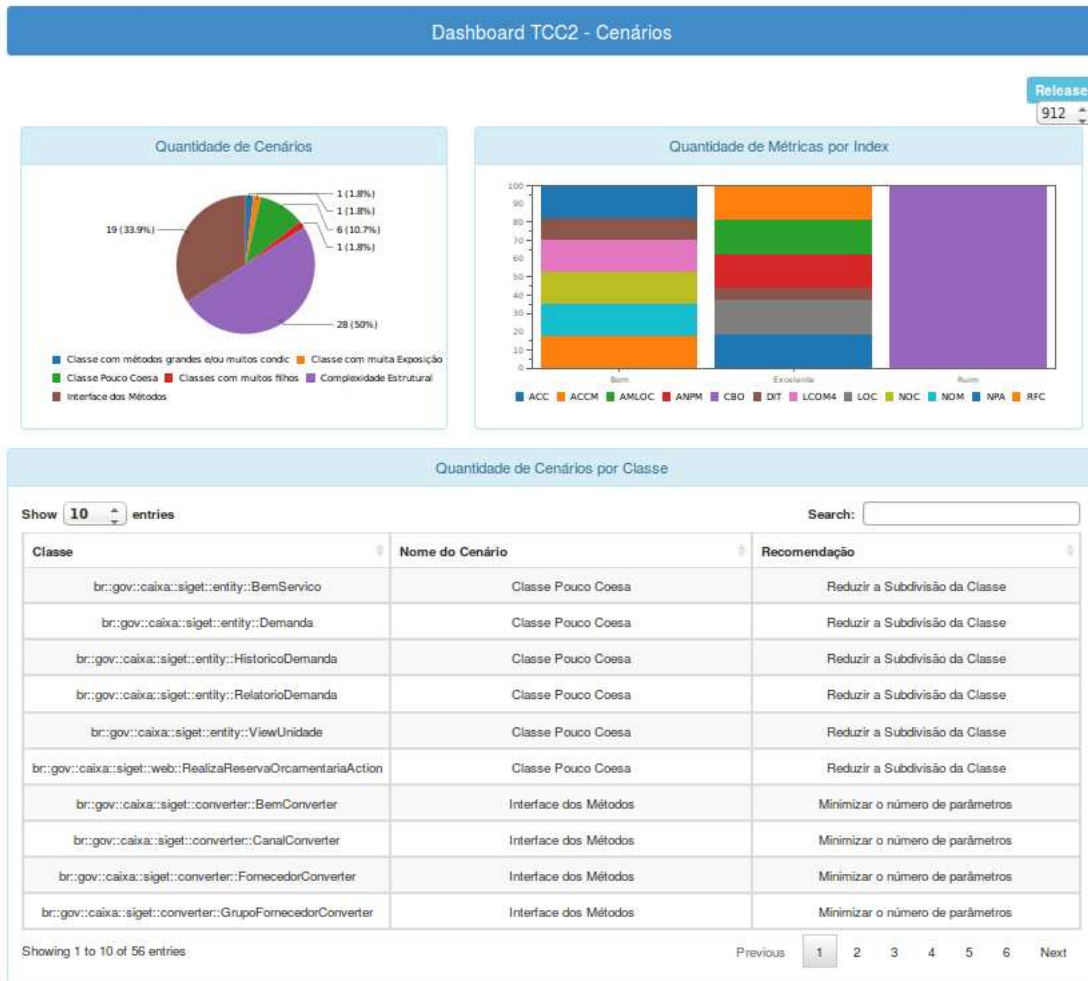 Dashboard TCC2 - Cenários
Release
912
Quantidade de Cenários
1 (1.8%)
1 (1.8%)
19 (33.9%)
6 (10.7%)
1 (1.8%)
28 (50%)
Classe com métodos grandes e/ou muitos condic Classe com muita Exposição
Classe Pouco Coesa Classes com muitos filhos Complexidade Estrutural
Interface dos Métodos
Quantidade de Métricas por Index
100
90
80
70
60
50
40
30
20
10
0
Bom Excelente Ruim
ACC ACCM AMLOC ANPM CBO DIT LCOM4 LOC NOC NOM NPA RFC
Quantidade de Cenários por Classe
Show 10 entries Search:
Classe Nome do Cenário Recomendação
br::gov::caixa::siget::entity::BemServico Classe Pouco Coesa Reduzir a Subdivisão da Classe
br::gov::caixa::siget::entity::Demanda Classe Pouco Coesa Reduzir a Subdivisão da Classe
br::gov::caixa::siget::entity::HistoricoDemanda Classe Pouco Coesa Reduzir a Subdivisão da Classe
br::gov::caixa::siget::entity::RelatorioDemanda Classe Pouco Coesa Reduzir a Subdivisão da Classe
br::gov::caixa::siget::entity::ViewUnidade Classe Pouco Coesa Reduzir a Subdivisão da Classe
br::gov::caixa::siget::web::RealizaReservaOrcamentariaAction Classe Pouco Coesa Reduzir a Subdivisão da Classe
br::gov::caixa::siget::converter::BemConverter Interface dos Métodos Minimizar o número de parâmetros
br::gov::caixa::siget::converter::CanalConverter Interface dos Métodos Minimizar o número de parâmetros
br::gov::caixa::siget::converter::FornecedorConverter Interface dos Métodos Minimizar o número de parâmetros
br::gov::caixa::siget::converter::GrupoFornecedorConverter Interface dos Métodos Minimizar o número de parâmetros
Showing 1 to 10 of 56 entries Previous 1 2 3 4 5 6 Next